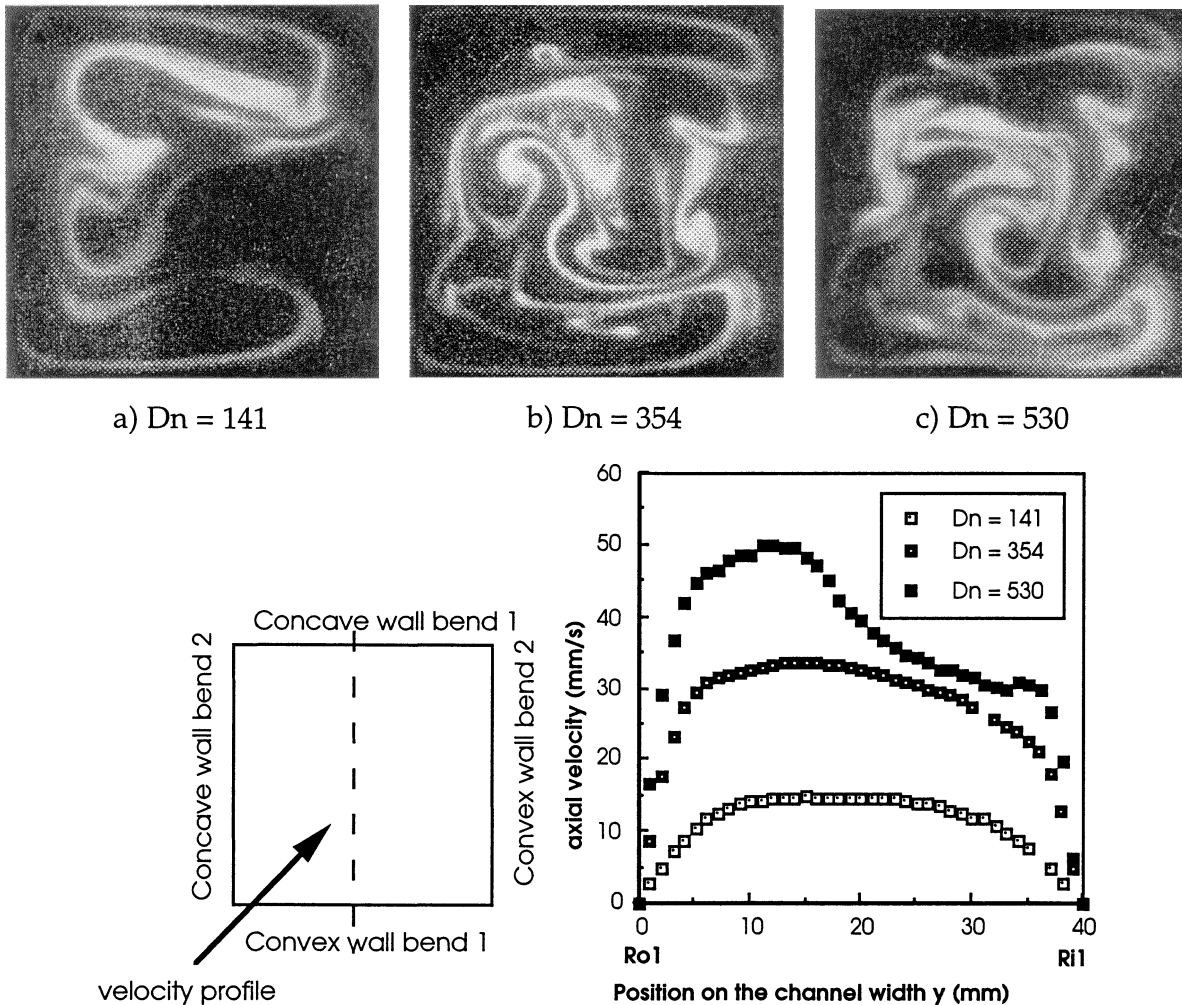 a) Dn = 141
b) Dn = 354
c) Dn = 530
Concave wall bend 1
Concave wall bend 2
Convex wall bend 2
Convex wall bend 1
velocity profile
axial velocity (mm/s)
60
50
40
30
20
10
0
Dn = 141
Dn = 354
Dn = 530
0 10 20 30 40
Ro1 Ri1
Position on the channel width y (mm)